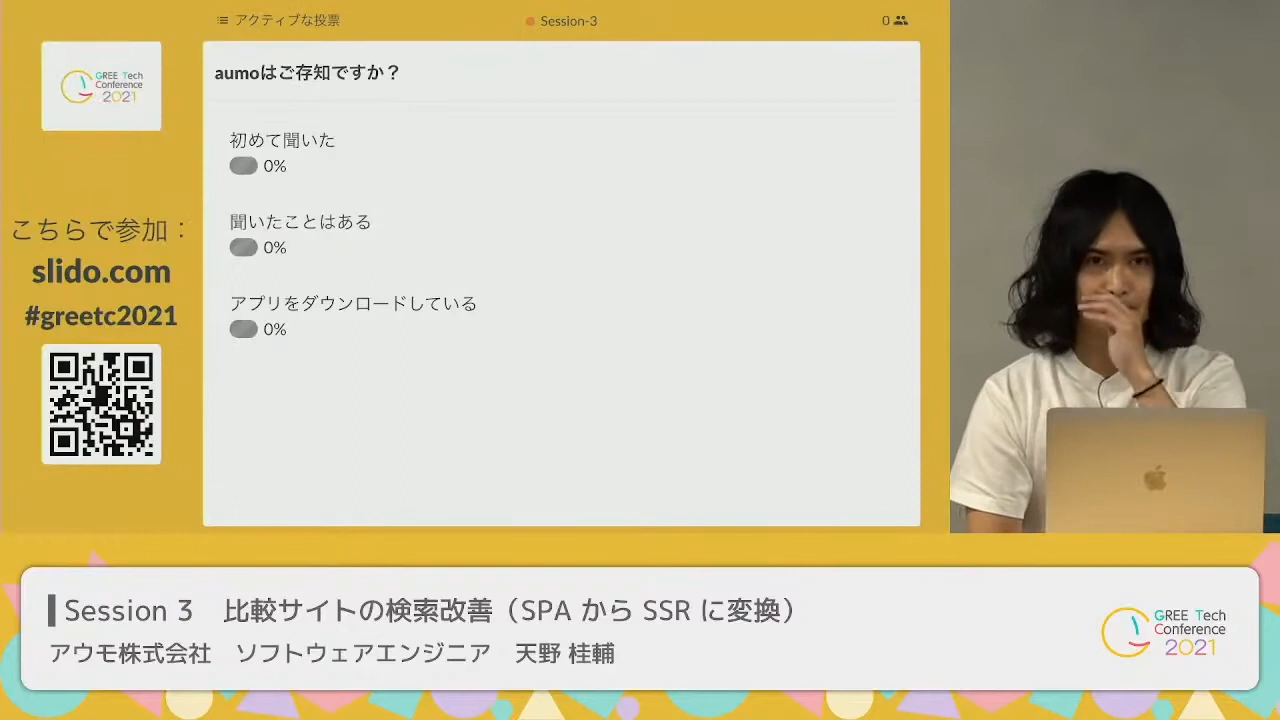 アクティブな投票
Session-3
0
GREE Tech
Conference
2021
aumoはご存知ですか？
初めて聞いた
0%
聞いたことはある
0%
アプリをダウンロードしている
0%
こちらで参加：
slido.com
#greetc2021
Session 3 比較サイトの検索改善（SPA から SSR に変換）
アウモ株式会社 ソフトウェアエンジニア 天野 桂輔
GREE Tech
Conference
2021